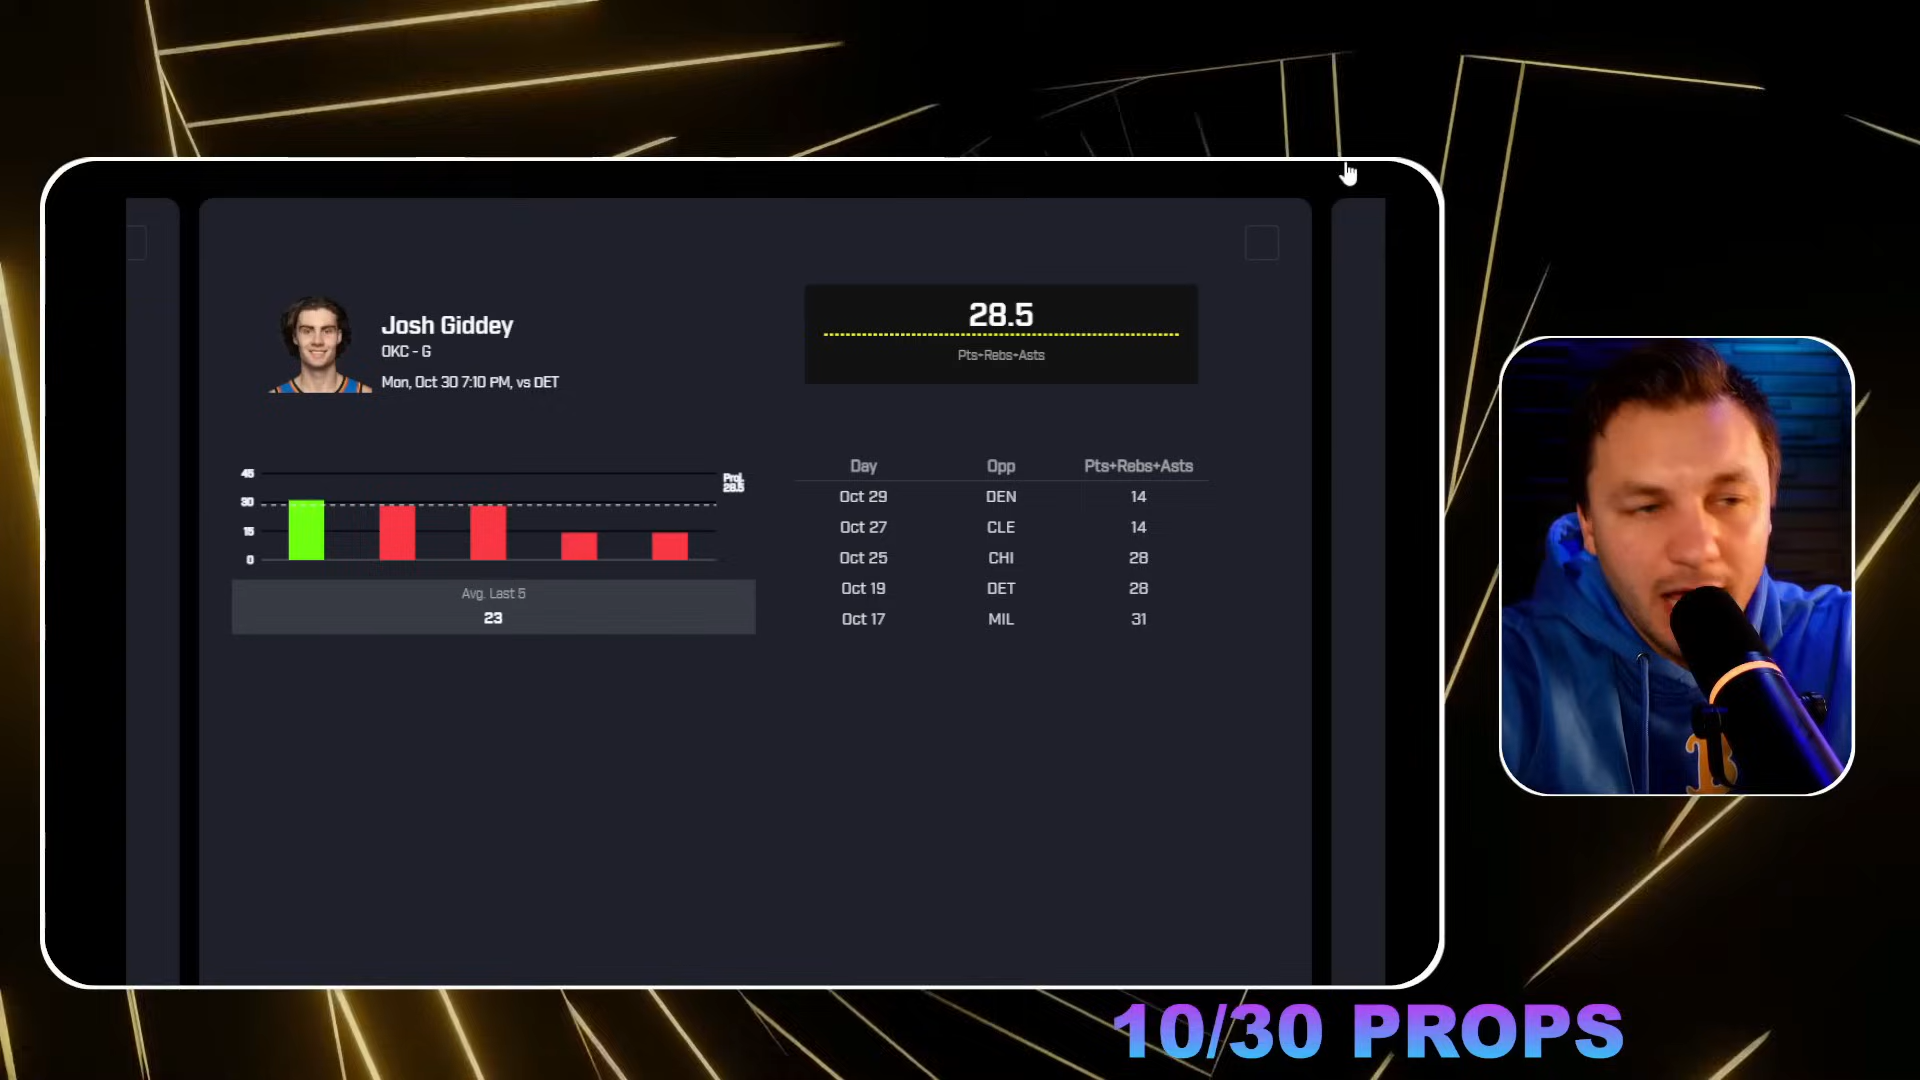 Josh Giddey
OKC - G
Mon, Oct 30 7:10 PM, vs DET
28.5
Pts+Rebs+Asts
45
30
15
0
Proj.
28.5
Avg. Last 5
23
Day Opp Pts+Rebs+Asts
Oct 29 DEN 14
Oct 27 CLE 14
Oct 25 CHI 28
Oct 19 DET 28
Oct 17 MIL 31
10/30 PROPS